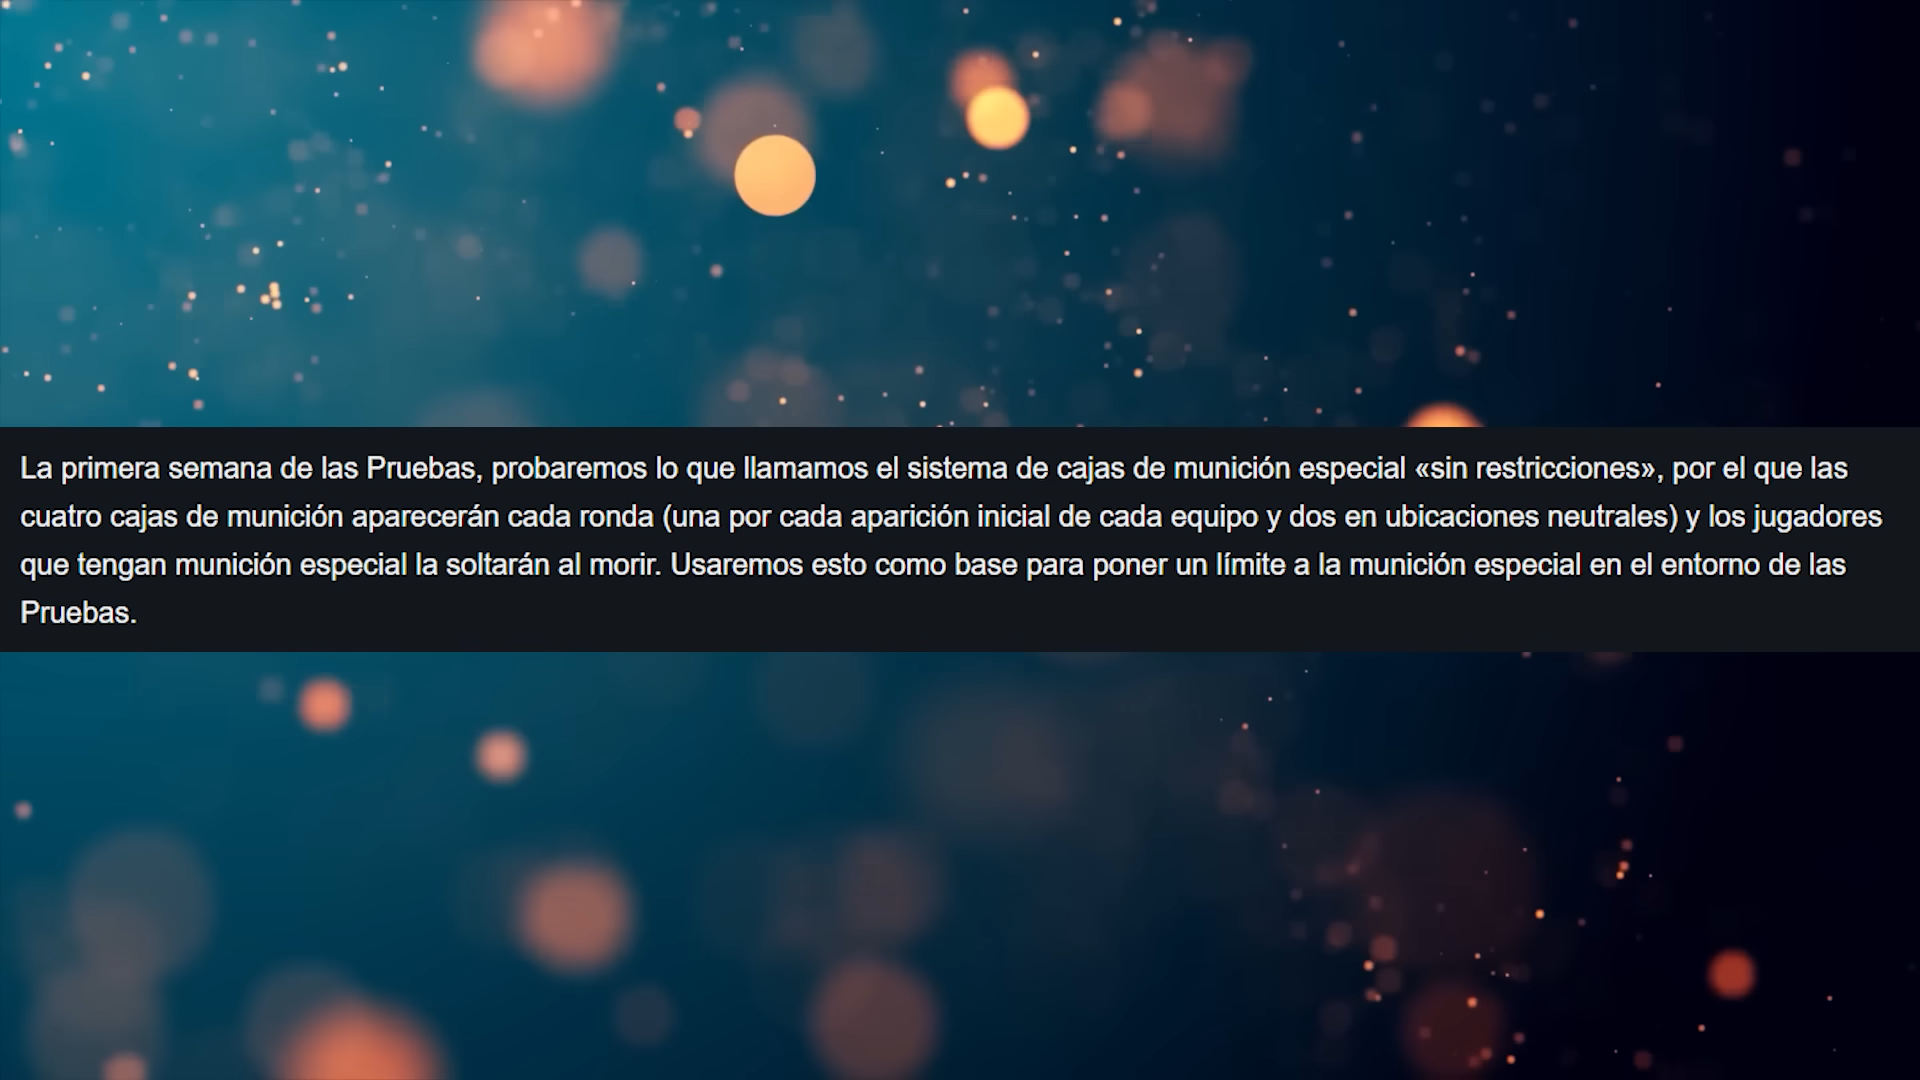 La primera semana de las Pruebas, probaremos lo que llamamos el sistema de cajas de munición especial «sin restricciones», por el que las
cuatro cajas de munición aparecerán cada ronda (una por cada aparición inicial de cada equipo y dos en ubicaciones neutrales) y los jugadores
que tengan munición especial la soltarán al morir. Usaremos esto como base para poner un límite a la munición especial en el entorno de las
Pruebas.